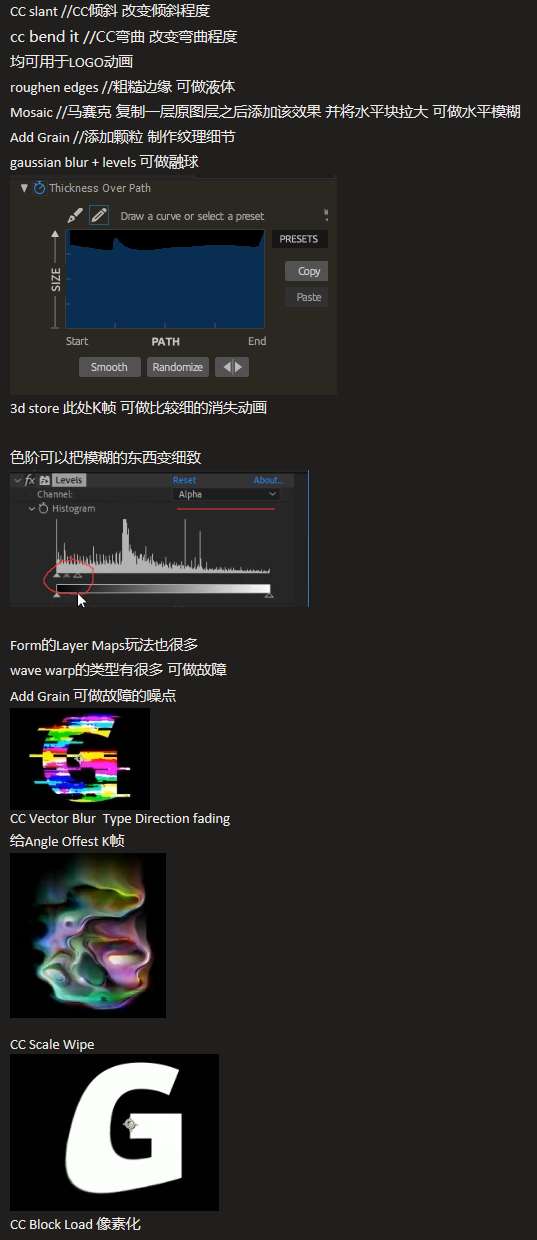 CC slant //CC倾斜 改变倾斜程度
cc bend it //CC弯曲 改变弯曲程度
均可用于LOGO动画
roughen edges //粗糙边缘 可做液体
Mosaic //马赛克 复制一层原图层之后添加该效果 并将水平块拉大 可做水平模糊
Add Grain //添加颗粒 制作纹理细节
gaussian blur + levels 可做融球
Thickness Over Path
Draw a curve or select a preset
PRESETS
Copy
Paste
SIZE
Start PATH End
Smooth Randomize
3d store 此处K帧 可做比较细的消失动画
色阶可以把模糊的东西变细致
fx Levels Reset About...
Channel: Alpha
Histogram
Form的Layer Maps玩法也很多
wave warp的类型有很多 可做故障
Add Grain 可做故障的噪点
G
CC Vector Blur Type Direction fading
给Angle Offest K帧
CC Scale Wipe
G
CC Block Load 像素化